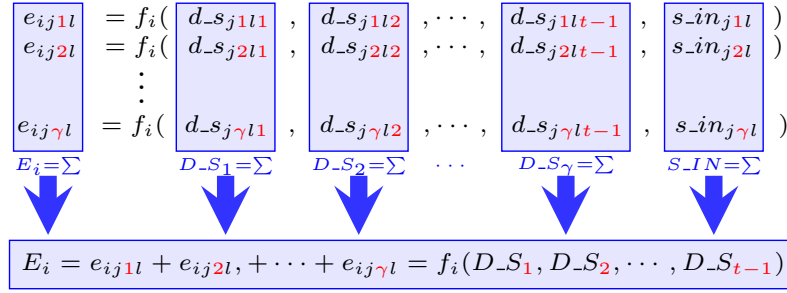 e_{ij1l} = f_i( d_s_{j1l1} , d_s_{j1l2} , ⋯ , d_s_{j1lt−1} , s_in_{j1l} )
e_{ij2l} = f_i( d_s_{j2l1} , d_s_{j2l2} , ⋯ , d_s_{j2lt−1} , s_in_{j2l} )
⋮
e_{ijγl} = f_i( d_s_{jγl1} , d_s_{jγl2} , ⋯ , d_s_{jγlt−1} , s_in_{jγl} )
E_i=∑ D_S_1=∑ D_S_2=∑ ⋯ D_S_γ=∑ S_IN=∑
E_i = e_{ij1l} + e_{ij2l}, + ⋯ + e_{ijγl} = f_i(D_S_1, D_S_2, ⋯ , D_S_{t−1})